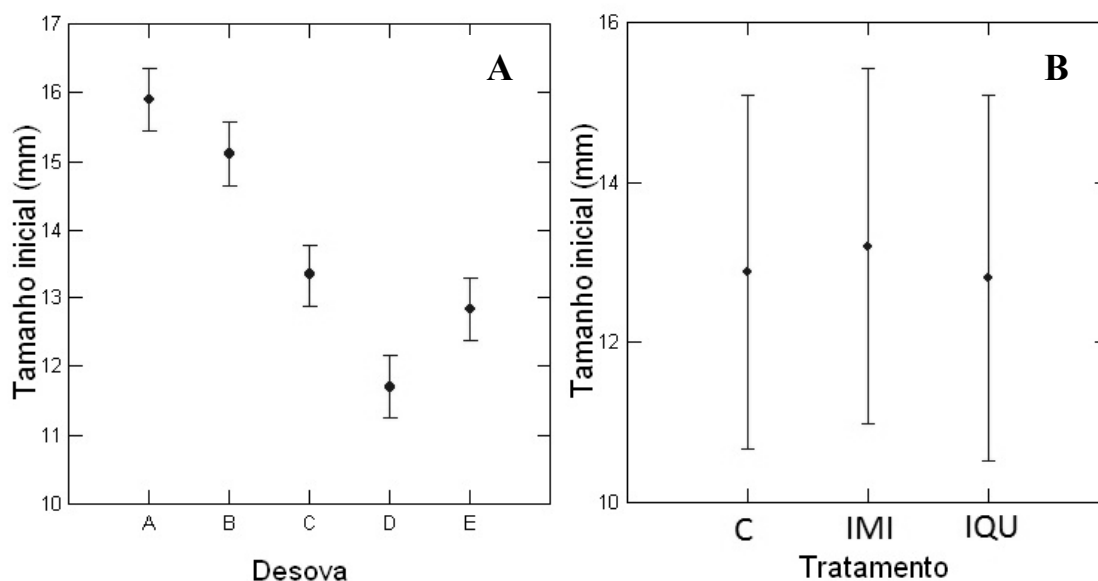 A
Tamanho inicial (mm)
17
16
15
14
13
12
11
10
A B C D E
Desova
B
Tamanho inicial (mm)
16
14
12
10
C IMI IQU
Tratamento